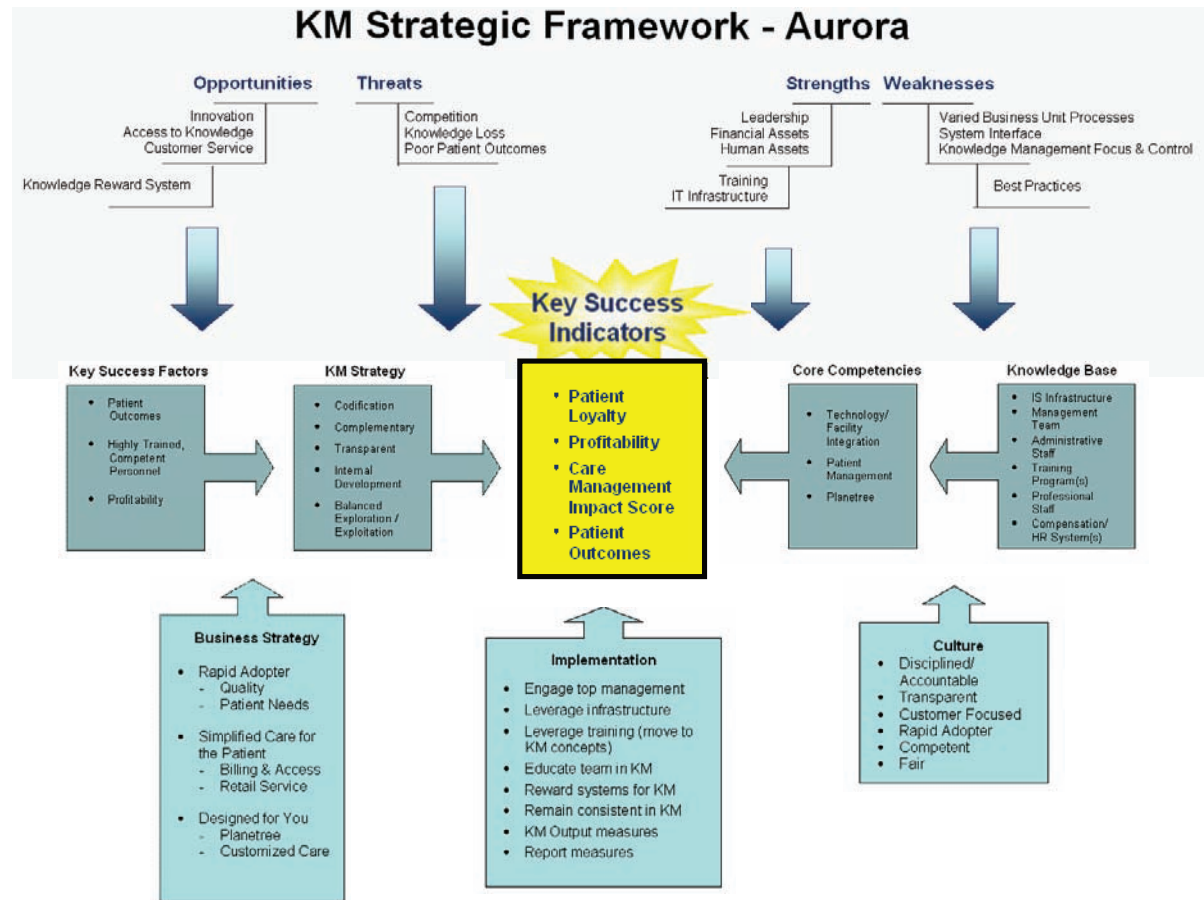 KM Strategic Framework - Aurora
Opportunities
Innovation
Access to Knowledge
Customer Service
Knowledge Reward System
Threats
Competition
Knowledge Loss
Poor Patient Outcomes
Strengths
Leadership
Financial Assets
Human Assets
Training
IT Infrastructure
Weaknesses
Varied Business Unit Processes
System Interface
Knowledge Management Focus & Control
Best Practices
Key Success
Indicators
Key Success Factors
• Patient
Outcomes
• Highly Trained,
Competent
Personnel
• Profitability
KM Strategy
• Codification
• Complementary
• Transparent
• Internal
Development
• Balanced
Exploration /
Exploitation
• Patient
Loyalty
• Profitability
• Care
Management
Impact Score
• Patient
Outcomes
Core Competencies
• Technology/
Facility
Integration
• Patient
Management
• Planetree
Knowledge Base
• IS Infrastructure
• Management
Team
• Administrative
Staff
• Training
Program(s)
• Professional
Staff
• Compensation/
HR System(s)
Business Strategy
• Rapid Adopter
- Quality
- Patient Needs
• Simplified Care for
the Patient
- Billing & Access
- Retail Service
• Designed for You
- Planetree
- Customized Care
Implementation
• Engage top management
• Leverage infrastructure
• Leverage training (move to
KM concepts)
• Educate team in KM
• Reward systems for KM
• Remain consistent in KM
• KM Output measures
• Report measures
Culture
• Disciplined/
Accountable
• Transparent
• Customer Focused
• Rapid Adopter
• Competent
• Fair